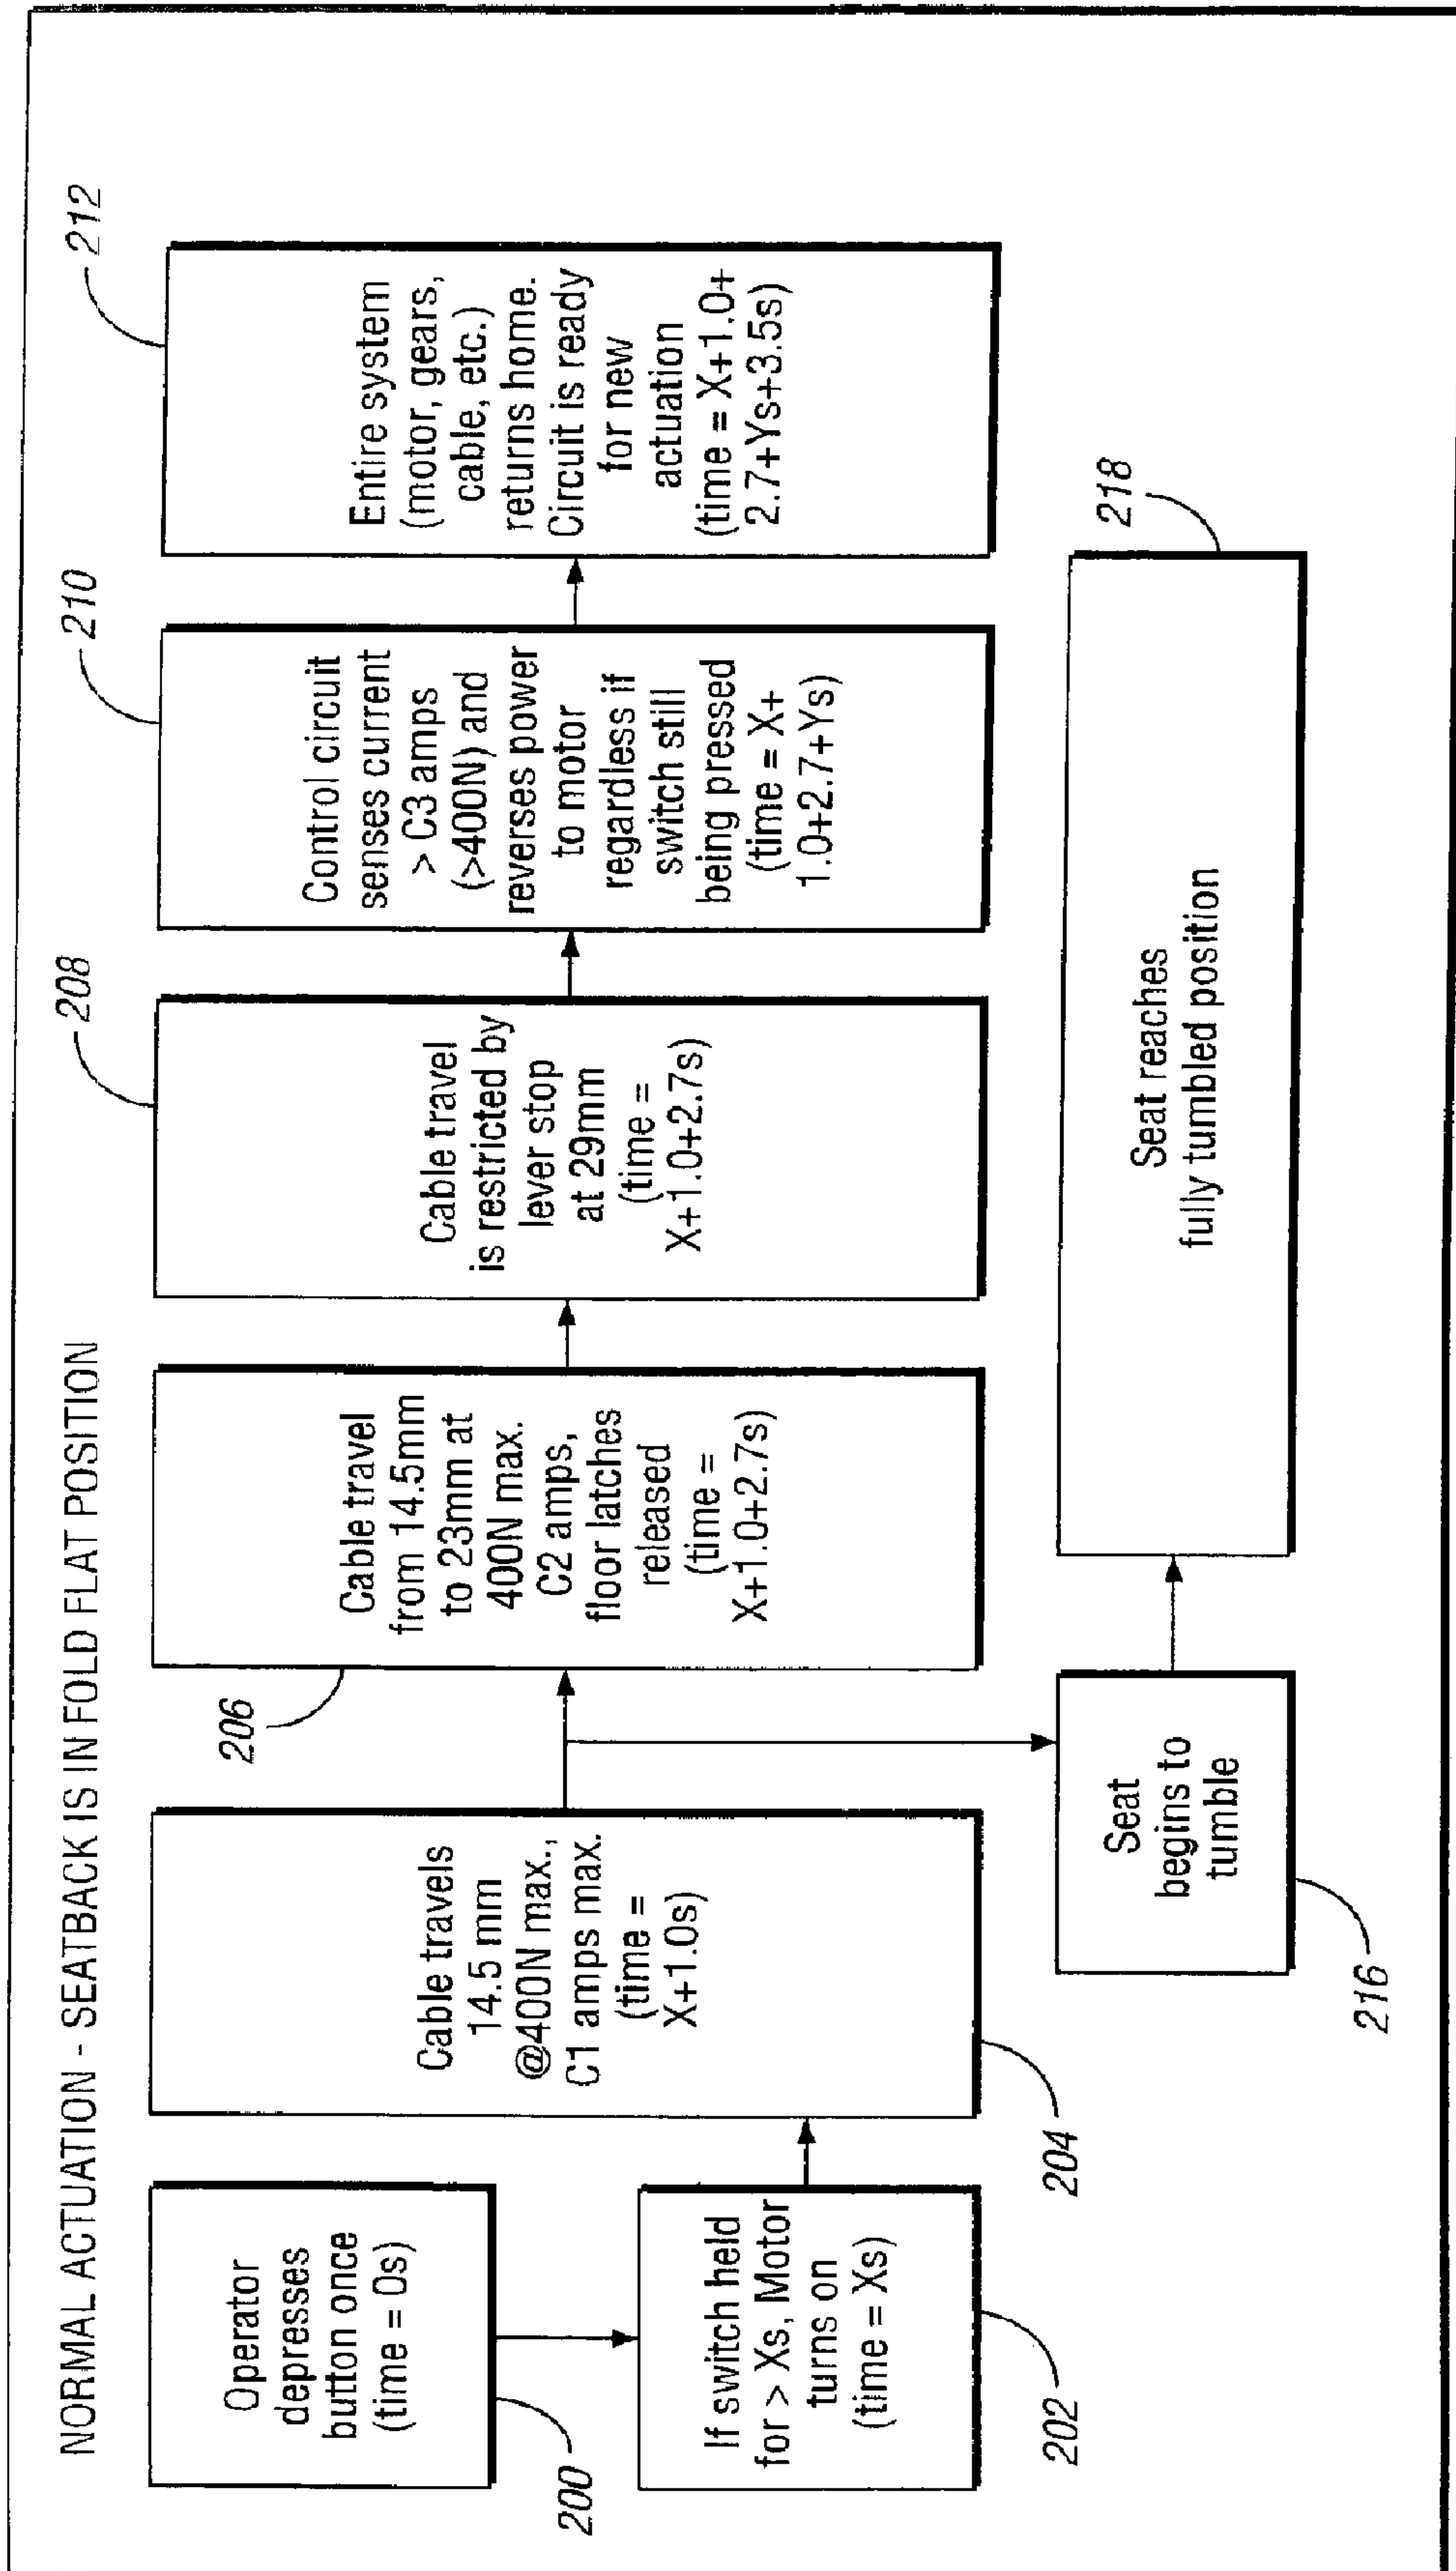 NORMAL ACTUATION - SEATBACK IS IN FOLD FLAT POSITION
Operator
depresses
button once
(time = 0s)
200
If switch held
for > Xs, Motor
turns on
(time = Xs)
202
Cable travels
14.5 mm
@400N max.,
C1 amps max.
(time =
X+1.0s)
204
Cable travel
from 14.5mm
to 23mm at
400N max.
C2 amps,
floor latches
released
(time =
X+1.0+2.7s)
206
Cable travel
is restricted by
lever stop
at 29mm
(time =
X+1.0+2.7s)
208
Control circuit
senses current
> C3 amps
(>400N) and
reverses power
to motor
regardless if
switch still
being pressed
(time = X+
1.0+2.7+Ys)
210
Entire system
(motor, gears,
cable, etc.)
returns home.
Circuit is ready
for new
actuation
(time = X+1.0+
2.7+Ys+3.5s)
212
Seat
begins to
tumble
216
Seat reaches
fully tumbled position
218